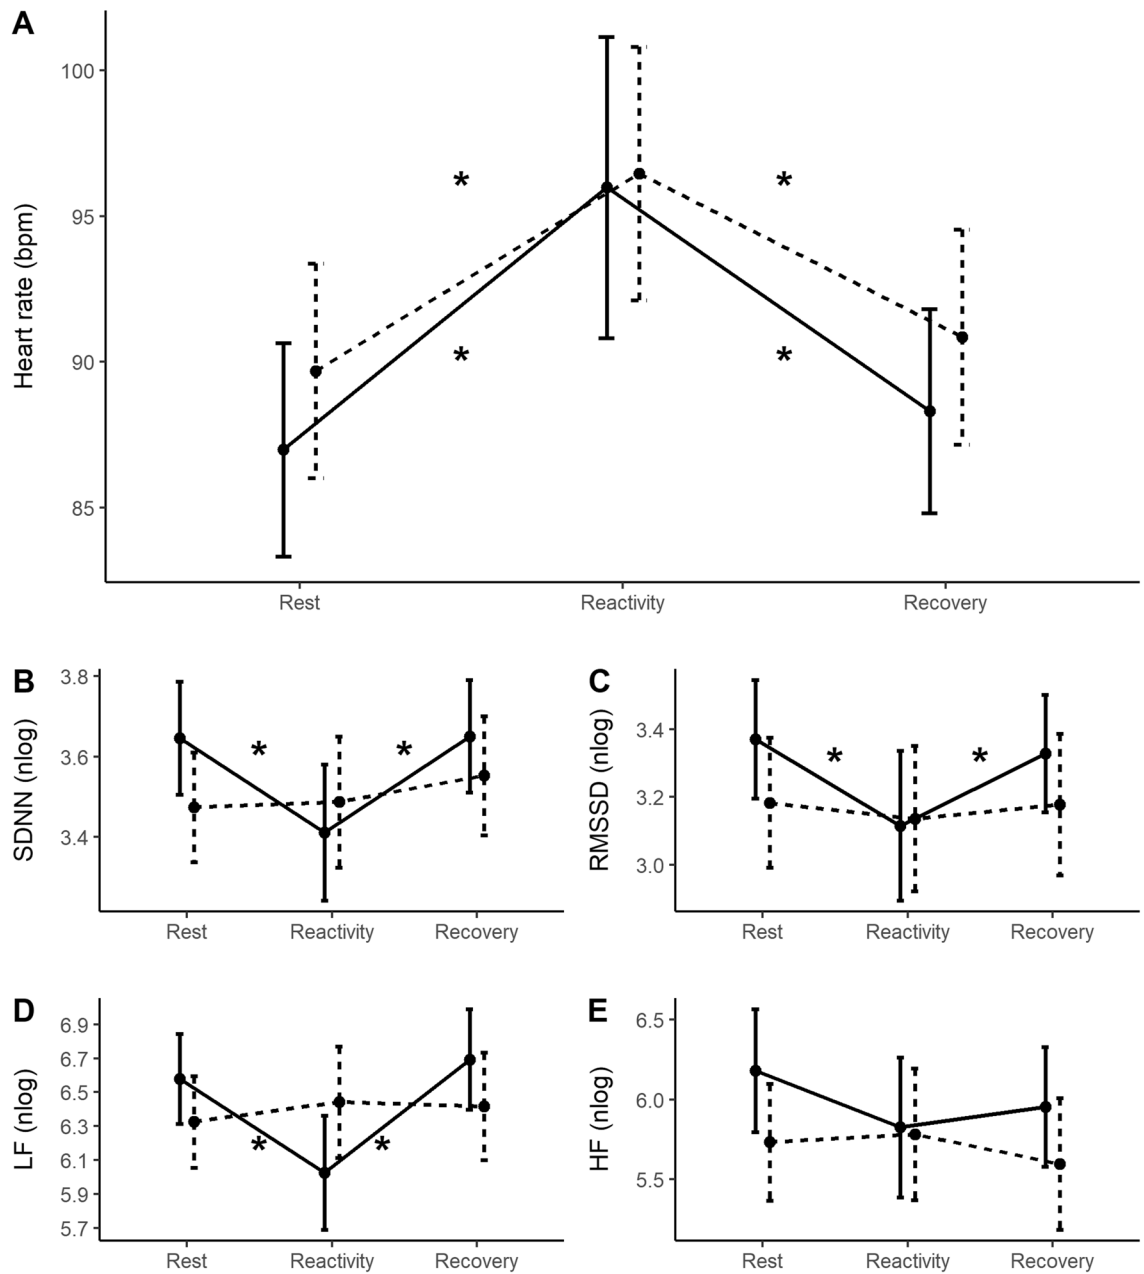 A
Heart rate (bpm)
100
95
90
85
*
*
*
*
Rest
Reactivity
Recovery
B
SDNN (nlog)
3.8
3.6
3.4
*
*
Rest
Reactivity
Recovery
C
RMSSD (nlog)
3.4
3.2
3.0
*
*
Rest
Reactivity
Recovery
D
LF (nlog)
6.9
6.7
6.5
6.3
6.1
5.9
5.7
*
*
Rest
Reactivity
Recovery
E
HF (nlog)
6.5
6.0
5.5
Rest
Reactivity
Recovery